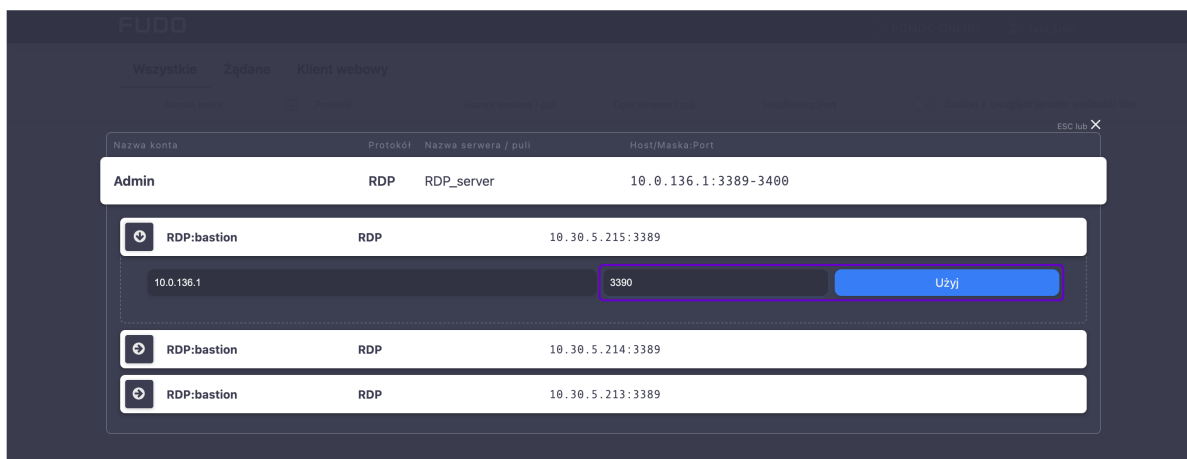 FUDO
Wszystkie Żądane Klient webowy
ESC lub X
Nazwa konta Protokół Nazwa serwera / puli Host/Maska:Port
Admin RDP RDP_server 10.0.136.1:3389-3400
RDP:bastion RDP 10.30.5.215:3389
10.0.136.1 3390 Użyj
RDP:bastion RDP 10.30.5.214:3389
RDP:bastion RDP 10.30.5.213:3389